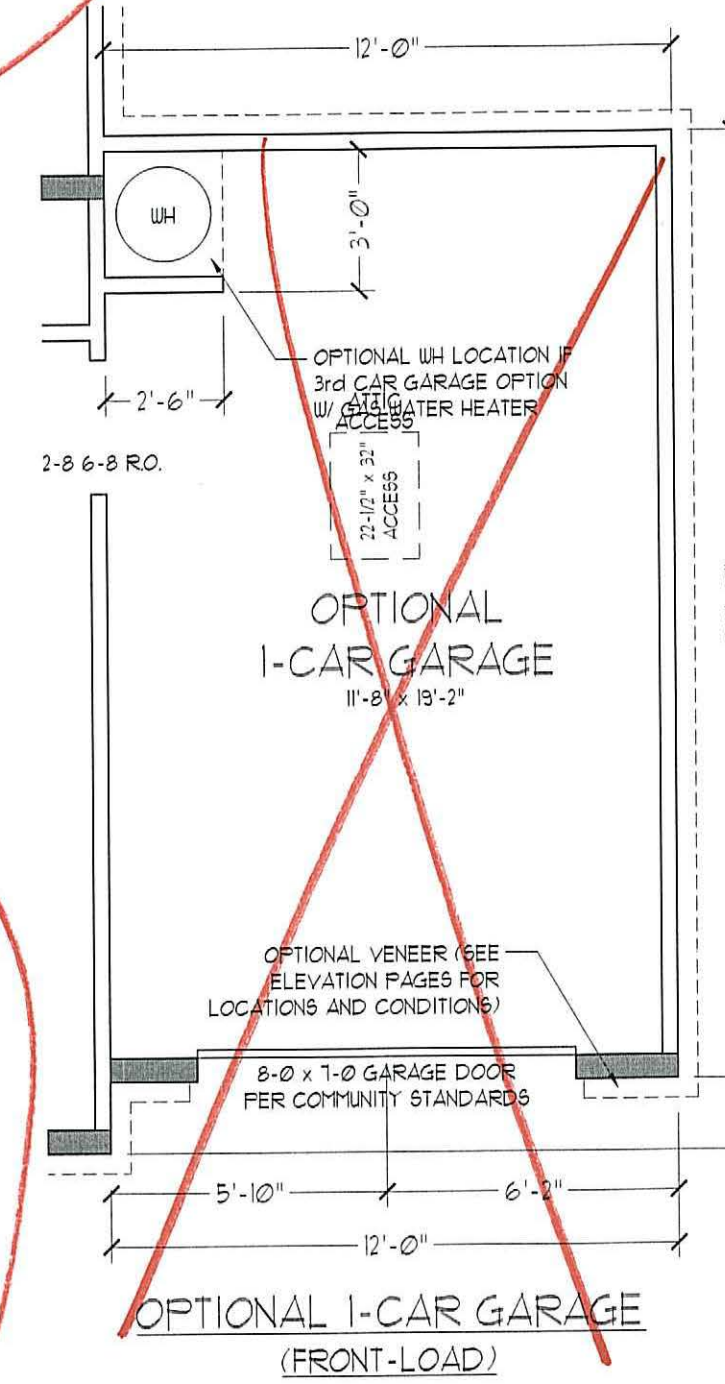 12'-0"
WH
3'-0"
OPTIONAL WH LOCATION IF
3rd CAR GARAGE OPTION
W/ GAS WATER HEATER
ATTIC
ACCESS
2'-6"
2-8 6-8 R.O.
22-1/2" x 32"
ACCESS
OPTIONAL
1-CAR GARAGE
11'-8" x 19'-2"
OPTIONAL VENEER (SEE
ELEVATION PAGES FOR
LOCATIONS AND CONDITIONS)
8-0 x 7-0 GARAGE DOOR
PER COMMUNITY STANDARDS
5'-10"
6'-2"
12'-0"
OPTIONAL 1-CAR GARAGE
(FRONT-LOAD)